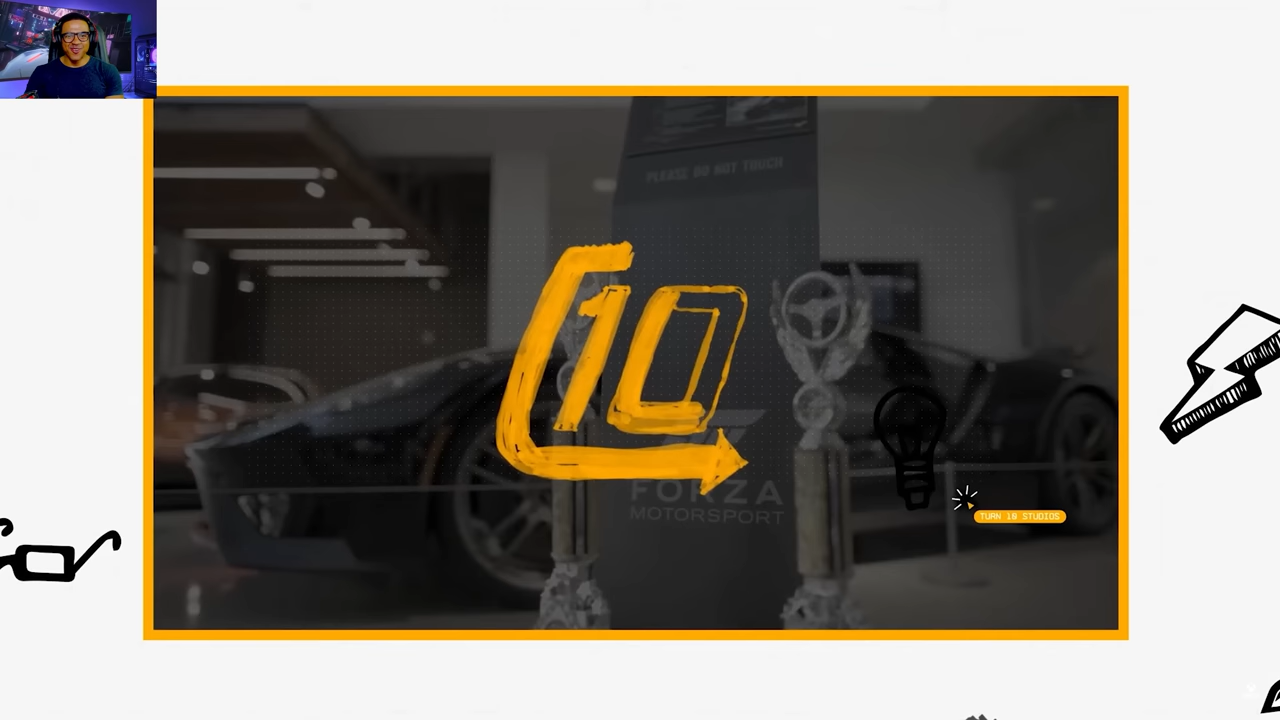 PLEASE DO NOT TOUCH
10
FORZA
MOTORSPORT
TURN 10 STUDIOS